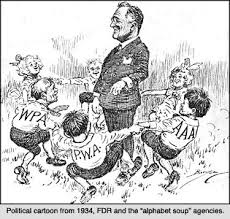 WPA
PWA
AAA
Political cartoon from 1934, FDR and the "alphabet soup" agencies.